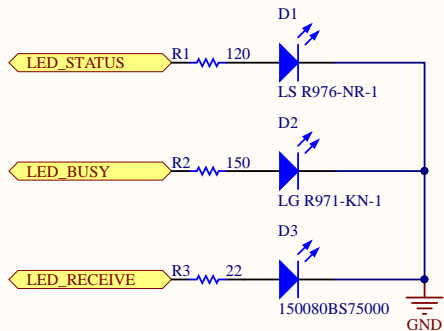 D1
LED_STATUS R1 120
LS R976-NR-1
D2
LED_BUSY R2 150
LG R971-KN-1
D3
LED_RECEIVE R3 22
150080BS75000
GND